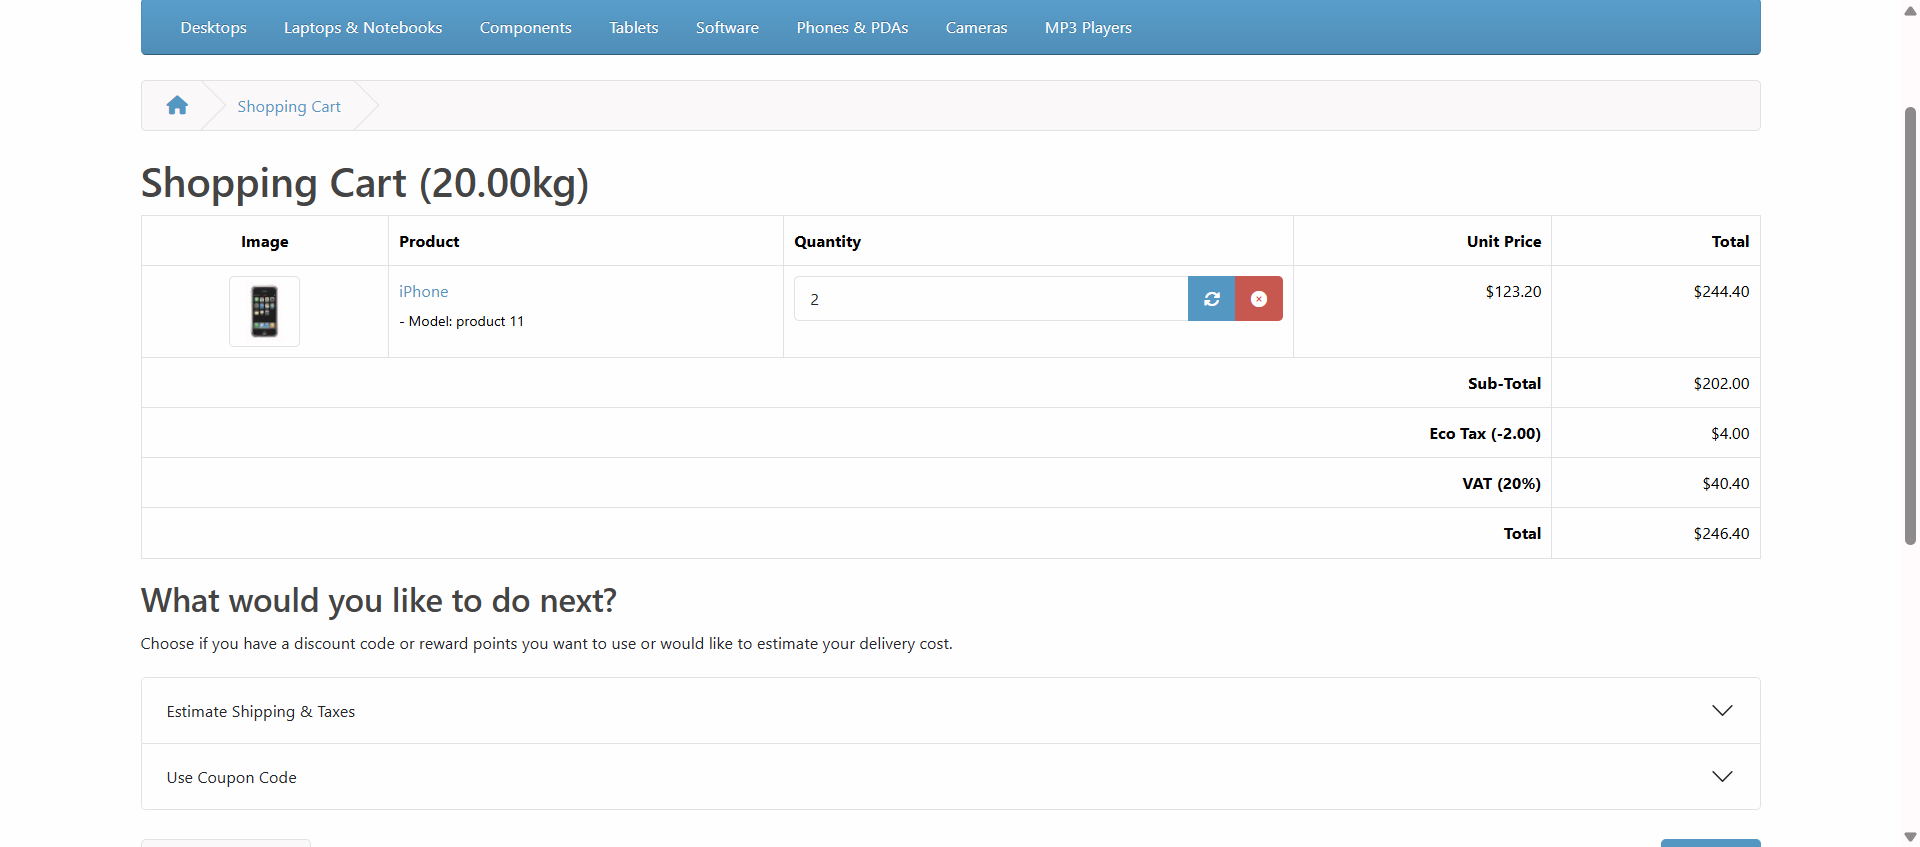 Desktops Laptops & Notebooks Components Tablets Software Phones & PDAs Cameras MP3 Players
Shopping Cart
Shopping Cart (20.00kg)
Image Product Quantity Unit Price Total
iPhone 2 $123.20 $244.40
- Model: product 11
Sub-Total $202.00
Eco Tax (-2.00) $4.00
VAT (20%) $40.40
Total $246.40
What would you like to do next?
Choose if you have a discount code or reward points you want to use or would like to estimate your delivery cost.
Estimate Shipping & Taxes
Use Coupon Code